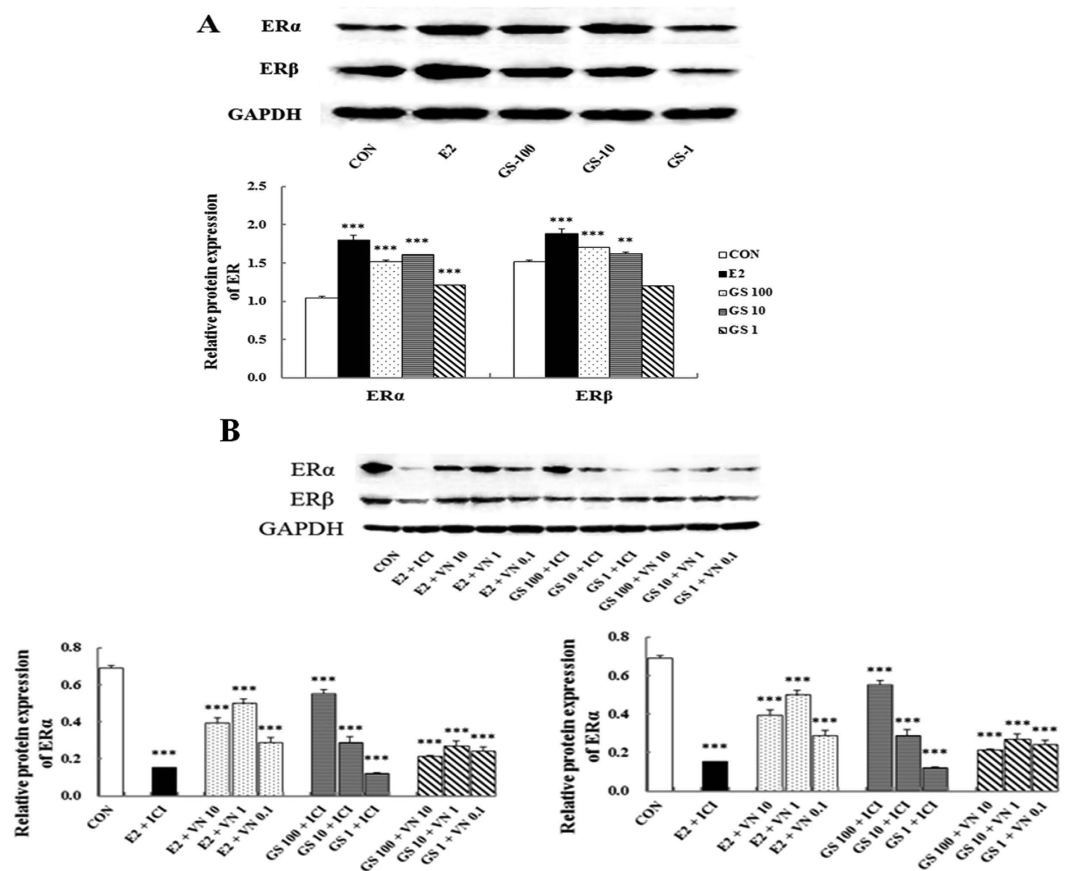 A
ERα
ERβ
GAPDH
CON
E2
GS-100
GS-10
GS-1
Relative protein expression
of ER
2.5
2.0
1.5
1.0
0.5
0.0
***
***
***
***
***
***
**
CON
E2
GS 100
GS 10
GS 1
ERα
ERβ
B
ERα
ERβ
GAPDH
CON
E2 + ICI
E2 + VN 10
E2 + VN 1
E2 + VN 0.1
GS 100 + ICI
GS 10 + ICI
GS 1 + ICI
GS 100 + VN 10
GS 10 + VN 1
GS 1 + VN 0.1
Relative protein expression
of ERα
0.8
0.6
0.4
0.2
0.0
***
***
***
***
***
***
***
***
***
***
CON
E2 + ICI
E2 + VN 10
E2 + VN 1
E2 + VN 0.1
GS 100 + ICI
GS 10 + ICI
GS 1 + ICI
GS 100 + VN 10
GS 10 + VN 1
GS 1 + VN 0.1
Relative protein expression
of ERα
0.8
0.6
0.4
0.2
0.0
***
***
***
***
***
***
***
***
***
***
CON
E2 + ICI
E2 + VN 10
E2 + VN 1
E2 + VN 0.1
GS 100 + ICI
GS 10 + ICI
GS 1 + ICI
GS 100 + VN 10
GS 10 + VN 1
GS 1 + VN 0.1